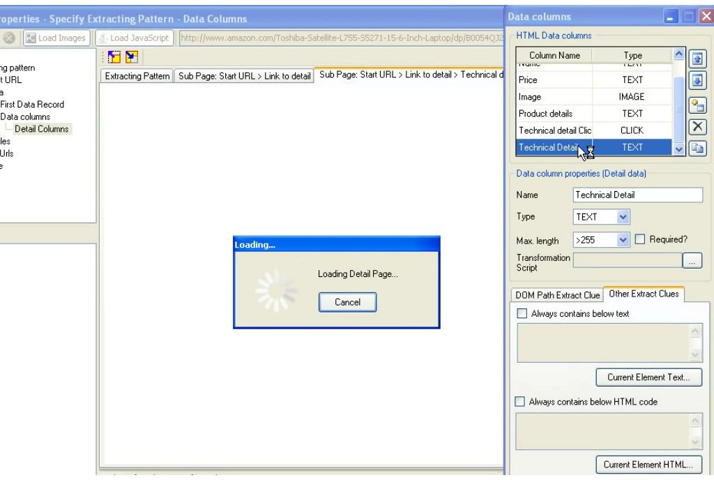 roperties - Specify Extracting Pattern - Data Columns
Load Images
Load JavaScript
http://www.amazon.com/Toshiba-Satellite-L755-S5271-15-6-Inch-Laptop/dp/B0054QJ
ng pattern
t URL
a
First Data Record
Data columns
Detail Columns
les
Urls
e
Extracting Pattern
Sub Page: Start URL > Link to detail
Sub Page: Start URL > Link to detail > Technical d
Loading...
Loading Detail Page...
Cancel
Data columns
HTML Data columns
Column Name Type
Name TEXT
Price TEXT
Image IMAGE
Product details TEXT
Technical detail Clic CLICK
Technical Detail TEXT
Data column properties (Detail data)
Name Technical Detail
Type TEXT
Max. length >255 Required?
Transformation
Script
...
DOM Path Extract Clue
Other Extract Clues
Always contains below text
Current Element Text...
Always contains below HTML code
Current Element HTML...